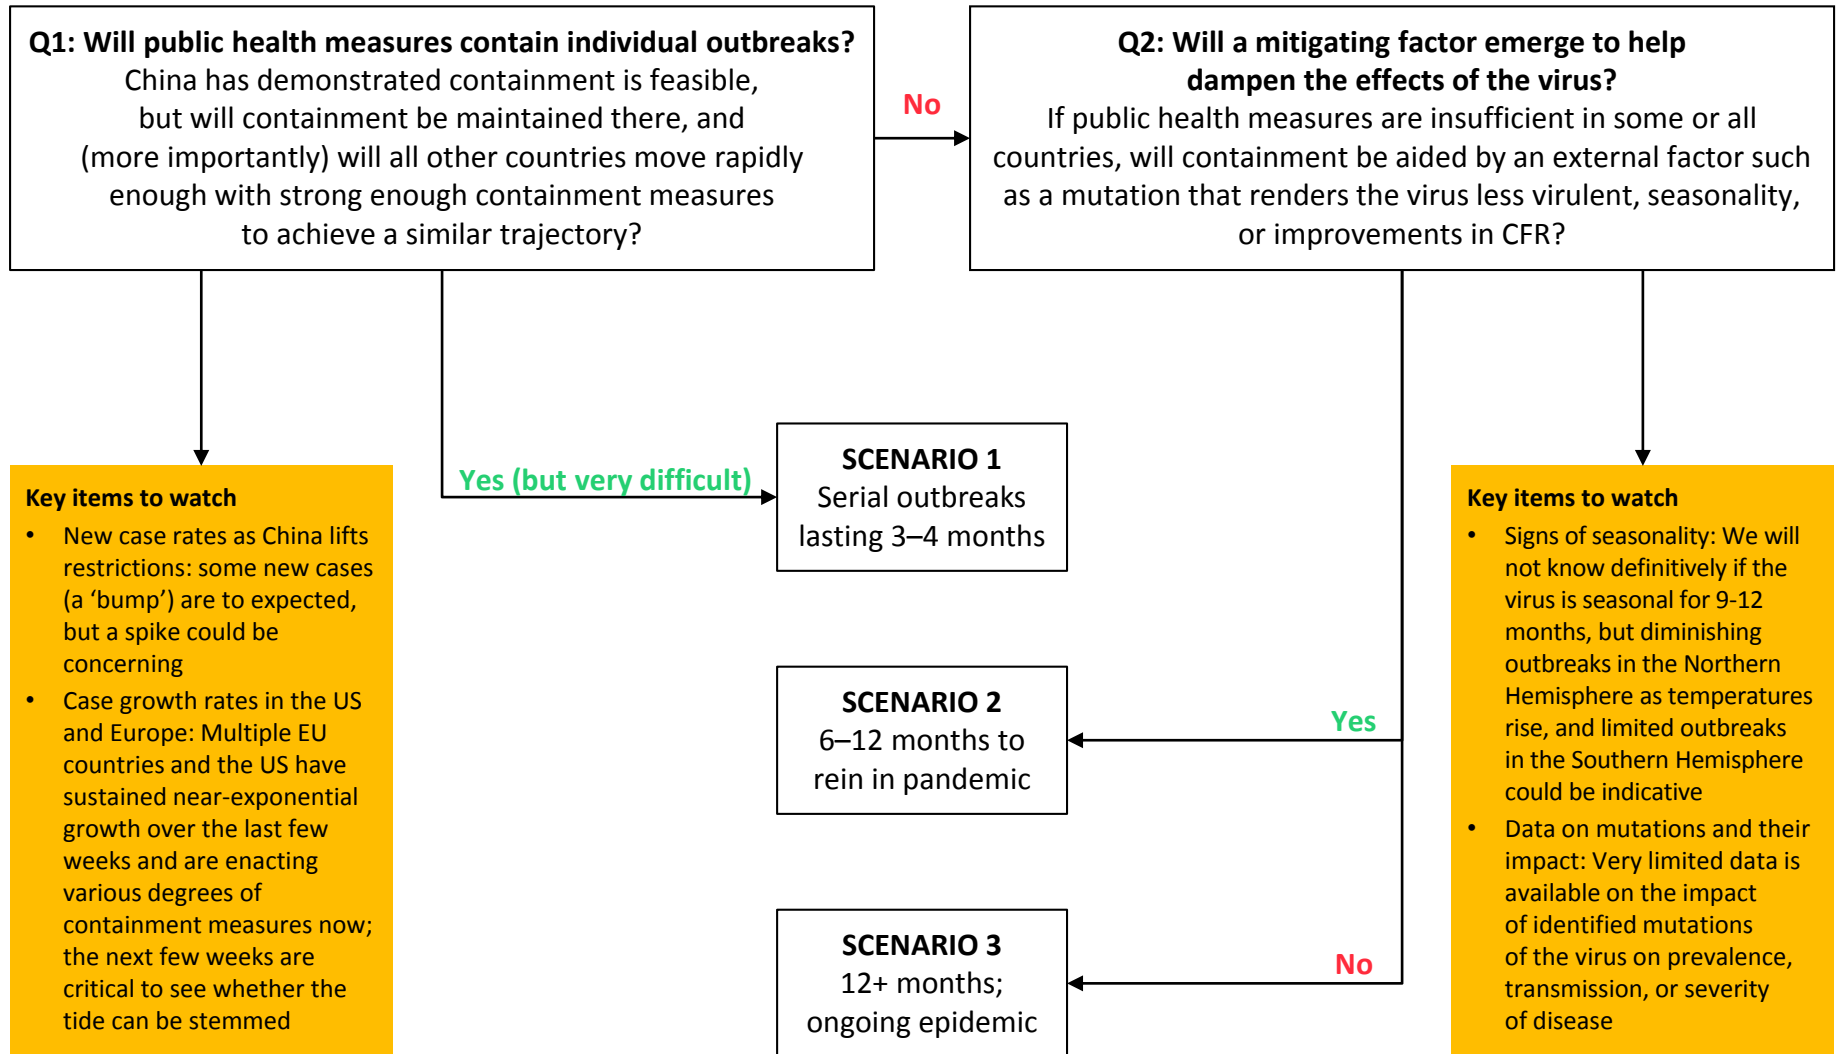 Q1: Will public health measures contain individual outbreaks?
China has demonstrated containment is feasible,
but will containment be maintained there, and
(more importantly) will all other countries move rapidly
enough with strong enough containment measures
to achieve a similar trajectory?
No
Q2: Will a mitigating factor emerge to help
dampen the effects of the virus?
If public health measures are insufficient in some or all
countries, will containment be aided by an external factor such
as a mutation that renders the virus less virulent, seasonality,
or improvements in CFR?
Key items to watch
• New case rates as China lifts
restrictions: some new cases
(a ‘bump’) are to expected,
but a spike could be
concerning
• Case growth rates in the US
and Europe: Multiple EU
countries and the US have
sustained near-exponential
growth over the last few
weeks and are enacting
various degrees of
containment measures now;
the next few weeks are
critical to see whether the
tide can be stemmed
Yes (but very difficult)
SCENARIO 1
Serial outbreaks
lasting 3–4 months
SCENARIO 2
6–12 months to
rein in pandemic
Yes
SCENARIO 3
12+ months;
ongoing epidemic
No
Key items to watch
• Signs of seasonality: We will
not know definitively if the
virus is seasonal for 9-12
months, but diminishing
outbreaks in the Northern
Hemisphere as temperatures
rise, and limited outbreaks
in the Southern Hemisphere
could be indicative
• Data on mutations and their
impact: Very limited data is
available on the impact
of identified mutations
of the virus on prevalence,
transmission, or severity
of disease